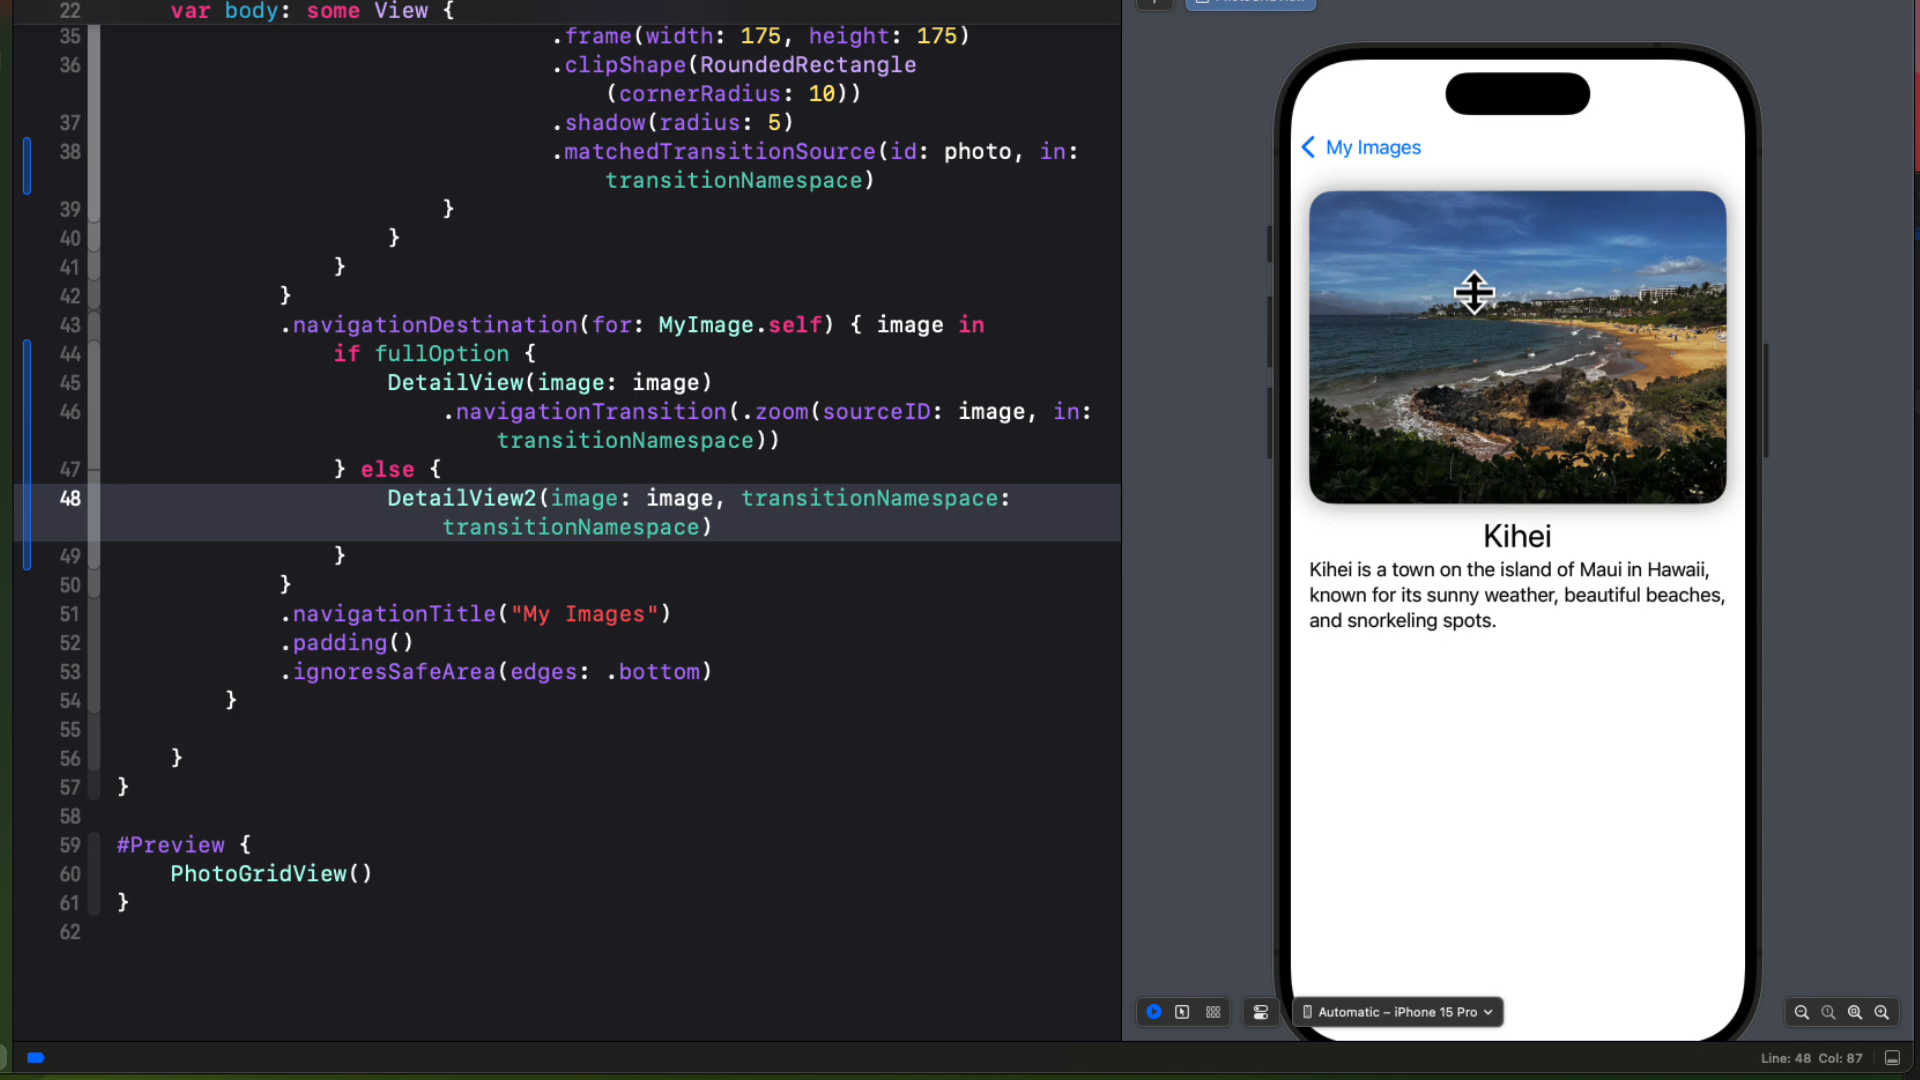 22 var body: some View {
35 .frame(width: 175, height: 175)
36 .clipShape(RoundedRectangle
(cornerRadius: 10))
37 .shadow(radius: 5)
38 .matchedTransitionSource(id: photo, in:
transitionNamespace)
39 }
40 }
41 }
42 }
43 .navigationDestination(for: MyImage.self) { image in
44 if fullOption {
45 DetailView(image: image)
46 .navigationTransition(.zoom(sourceID: image, in:
transitionNamespace))
47 } else {
48 DetailView2(image: image, transitionNamespace:
transitionNamespace)
49 }
50 }
51 .navigationTitle("My Images")
52 .padding()
53 .ignoresSafeArea(edges: .bottom)
54 }
55
56 }
57 }
58
59 #Preview {
60 PhotoGridView()
61 }
62
My Images
Kihei
Kihei is a town on the island of Maui in Hawaii,
known for its sunny weather, beautiful beaches,
and snorkeling spots.
Automatic – iPhone 15 Pro
Line: 48 Col: 87